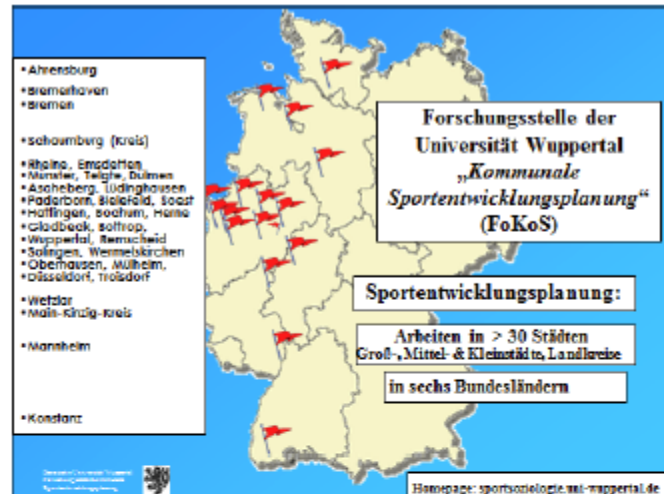 •Ahrensburg
•Bremerhaven
•Bremen
•Schaumburg (Kreis)
•Rheine, Emsdetten
•Münster, Telgte, Dülmen
•Ascheberg, Lüdinghausen
•Paderborn, Bielefeld, Soest
•Hattingen, Bochum, Herne
•Gladbeck, Bottrop,
•Wuppertal, Remscheid
•Solingen, Wermelskirchen
•Oberhausen, Mülheim,
•Düsseldorf, Troisdorf
•Wetzlar
•Main-Kinzig-Kreis
•Mannheim
•Konstanz
Forschungsstelle der
Universität Wuppertal
„Kommunale
Sportentwicklungsplanung“
(FoKoS)
Sportentwicklungsplanung:
Arbeiten in > 30 Städten
Groß-, Mittel- & Kleinstädte, Landkreise
in sechs Bundesländern
Homepage: sportsoziologie.uni-wuppertal.de